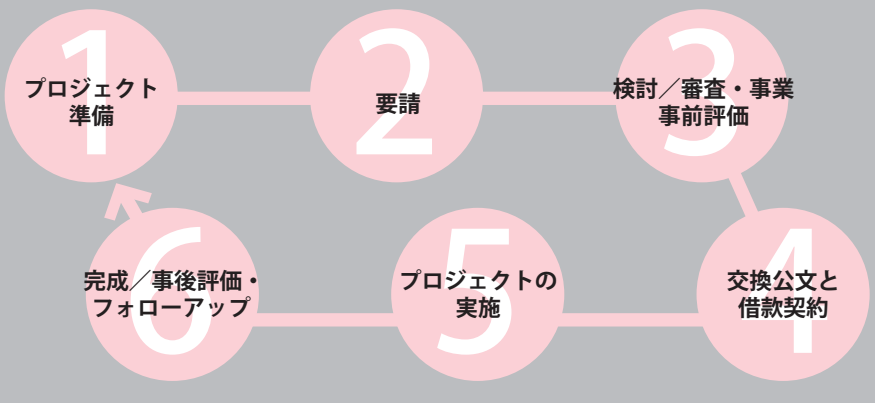 1
プロジェクト
準備
2
要請
3
検討／審査・事業
事前評価
4
交換公文と
借款契約
5
プロジェクトの
実施
6
完成／事後評価・
フォローアップ